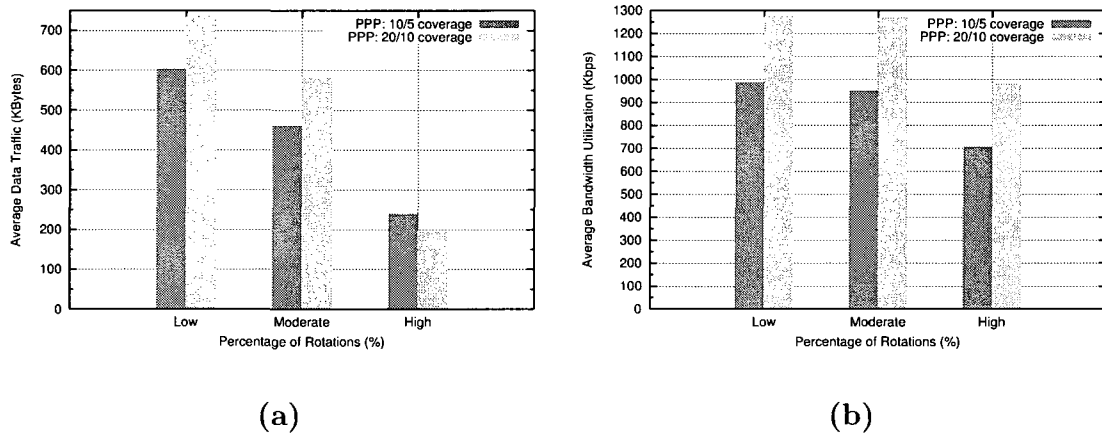 PPP: 10/5 coverage
PPP: 20/10 coverage
700
600
500
400
300
200
100
0
Average Data Traffic (KBytes)
Low Moderate High
Percentage of Rotations (%)
(a)
PPP: 10/5 coverage
PPP: 20/10 coverage
1300
1200
1100
1000
900
800
700
600
500
400
300
200
100
0
Average Bandwidth Utilization (Kbps)
Low Moderate High
Percentage of Rotations (%)
(b)